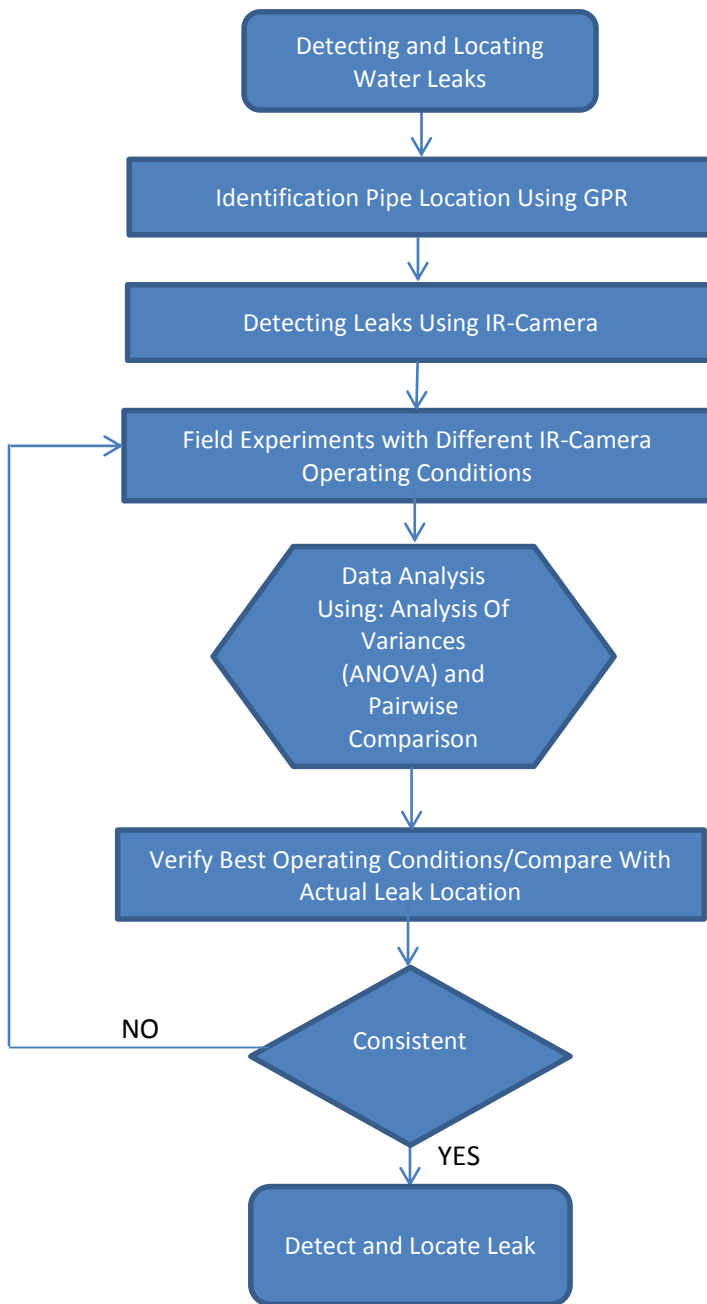 Detecting and Locating
Water Leaks
Identification Pipe Location Using GPR
Detecting Leaks Using IR-Camera
Field Experiments with Different IR-Camera
Operating Conditions
Data Analysis
Using: Analysis Of
Variances
(ANOVA) and
Pairwise
Comparison
Verify Best Operating Conditions/Compare With
Actual Leak Location
NO
Consistent
YES
Detect and Locate Leak